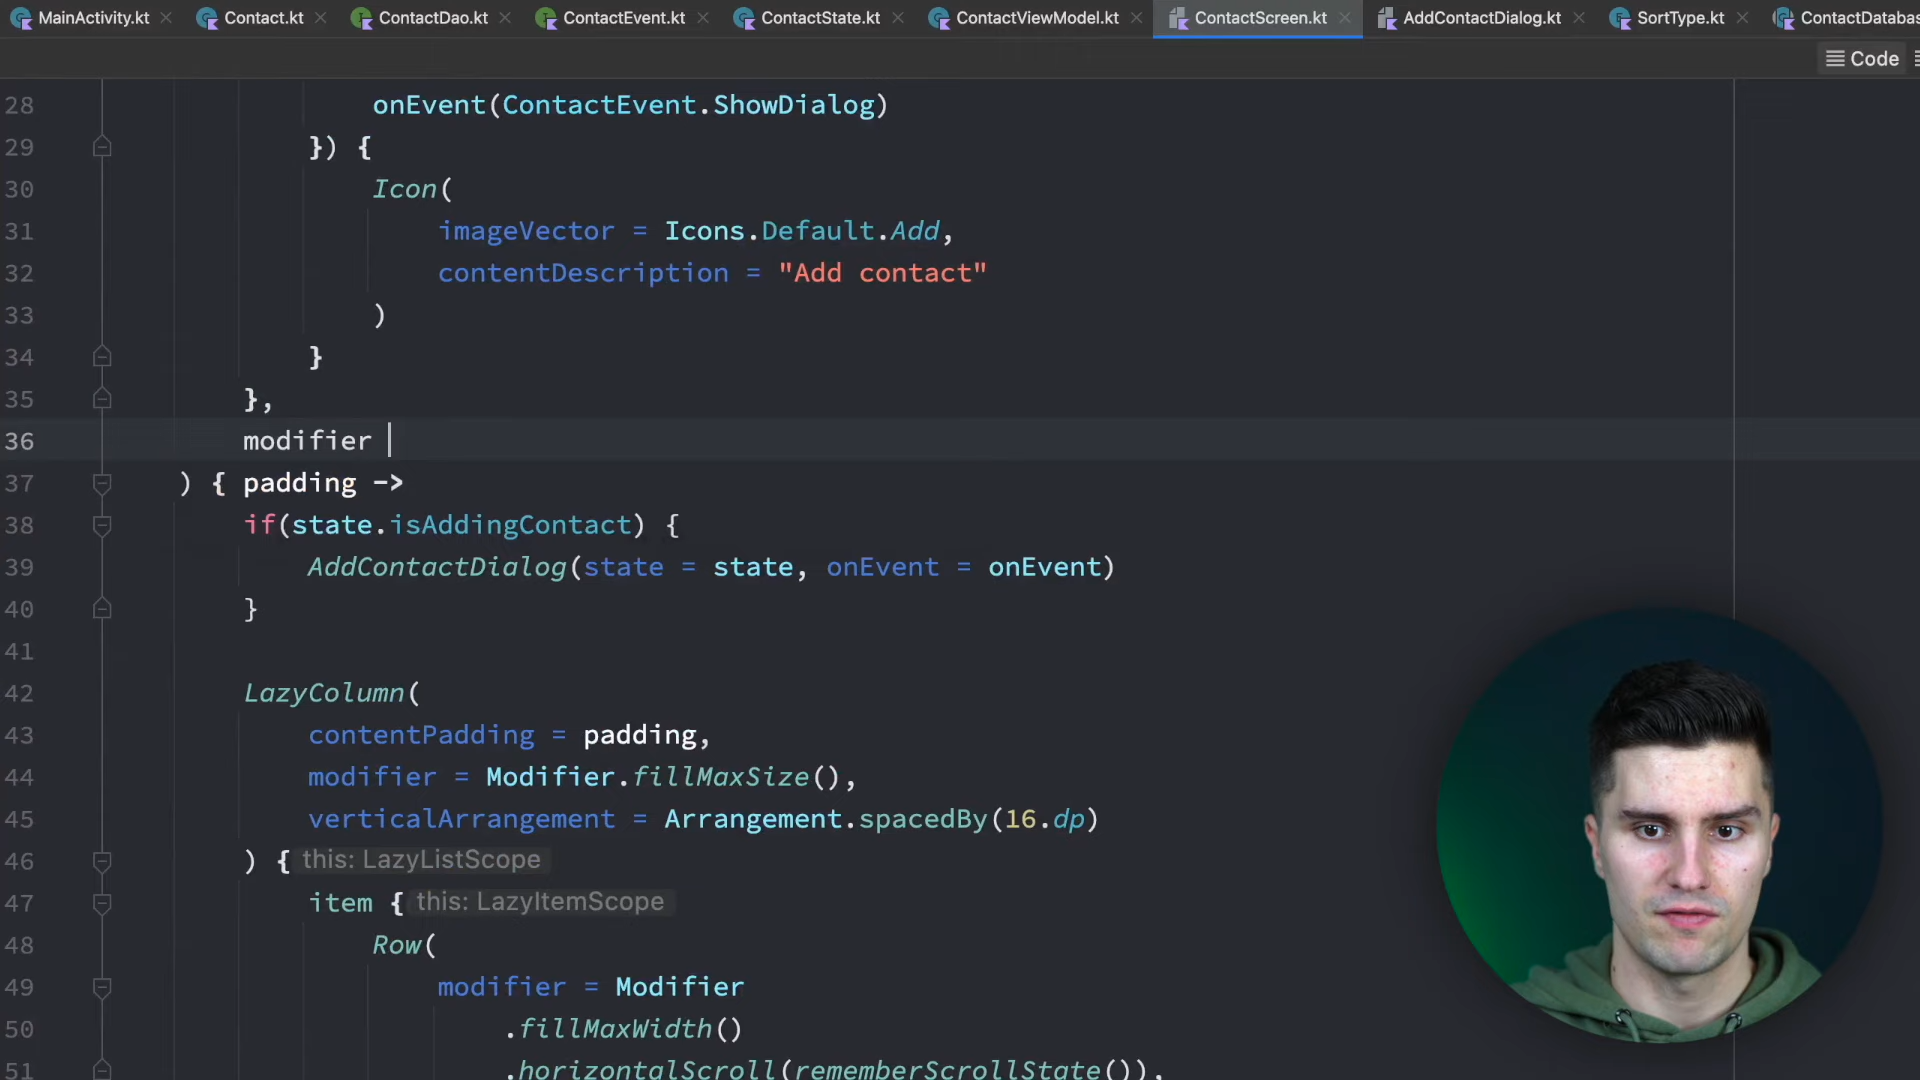 MainActivity.kt Contact.kt ContactDao.kt ContactEvent.kt ContactState.kt ContactViewModel.kt ContactScreen.kt AddContactDialog.kt SortType.kt ContactDatabas
Code
28 onEvent(ContactEvent.ShowDialog)
29 }) {
30 Icon(
31 imageVector = Icons.Default.Add,
32 contentDescription = "Add contact"
33 )
34 }
35 },
36 modifier
37 ) { padding ->
38 if(state.isAddingContact) {
39 AddContactDialog(state = state, onEvent = onEvent)
40 }
41
42 LazyColumn(
43 contentPadding = padding,
44 modifier = Modifier.fillMaxSize(),
45 verticalArrangement = Arrangement.spacedBy(16.dp)
46 ) { this: LazyListScope
47 item { this: LazyItemScope
48 Row(
49 modifier = Modifier
50 .fillMaxWidth()
51 .horizontalScroll(rememberScrollState()),